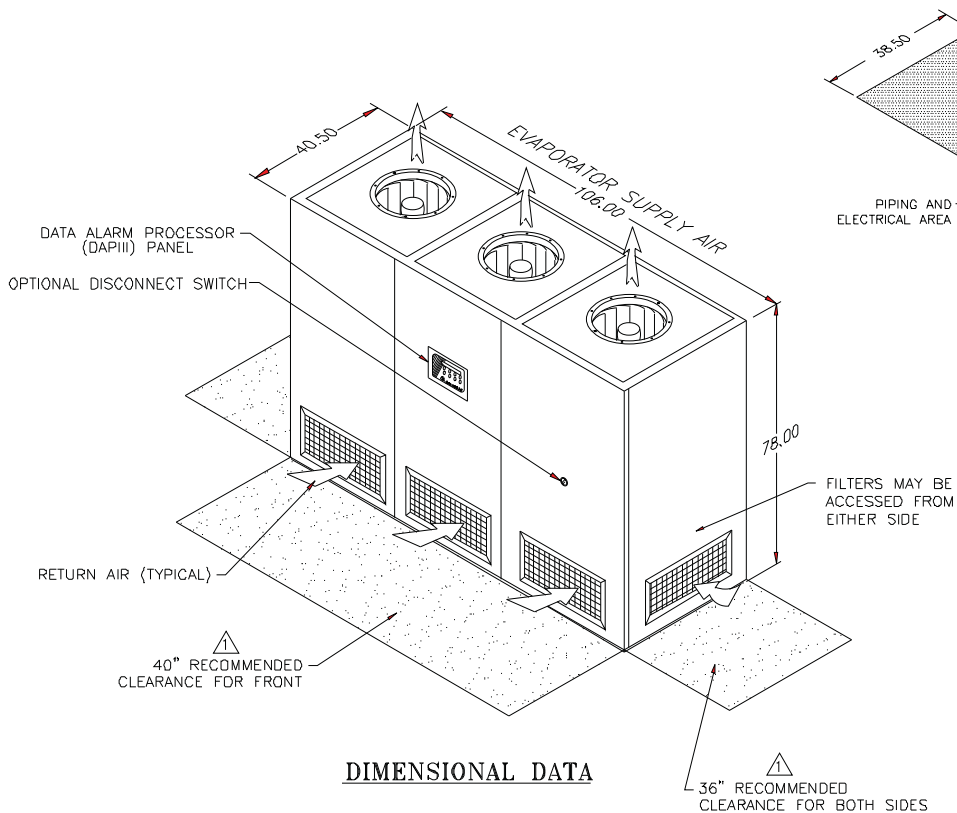 38.50
40.50
EVAPORATOR SUPPLY AIR
106.00
PIPING AND
ELECTRICAL AREA
DATA ALARM PROCESSOR
(DAPIII) PANEL
OPTIONAL DISCONNECT SWITCH
78.00
FILTERS MAY BE
ACCESSED FROM
EITHER SIDE
RETURN AIR (TYPICAL)
1
40" RECOMMENDED
CLEARANCE FOR FRONT
DIMENSIONAL DATA
1
36" RECOMMENDED
CLEARANCE FOR BOTH SIDES